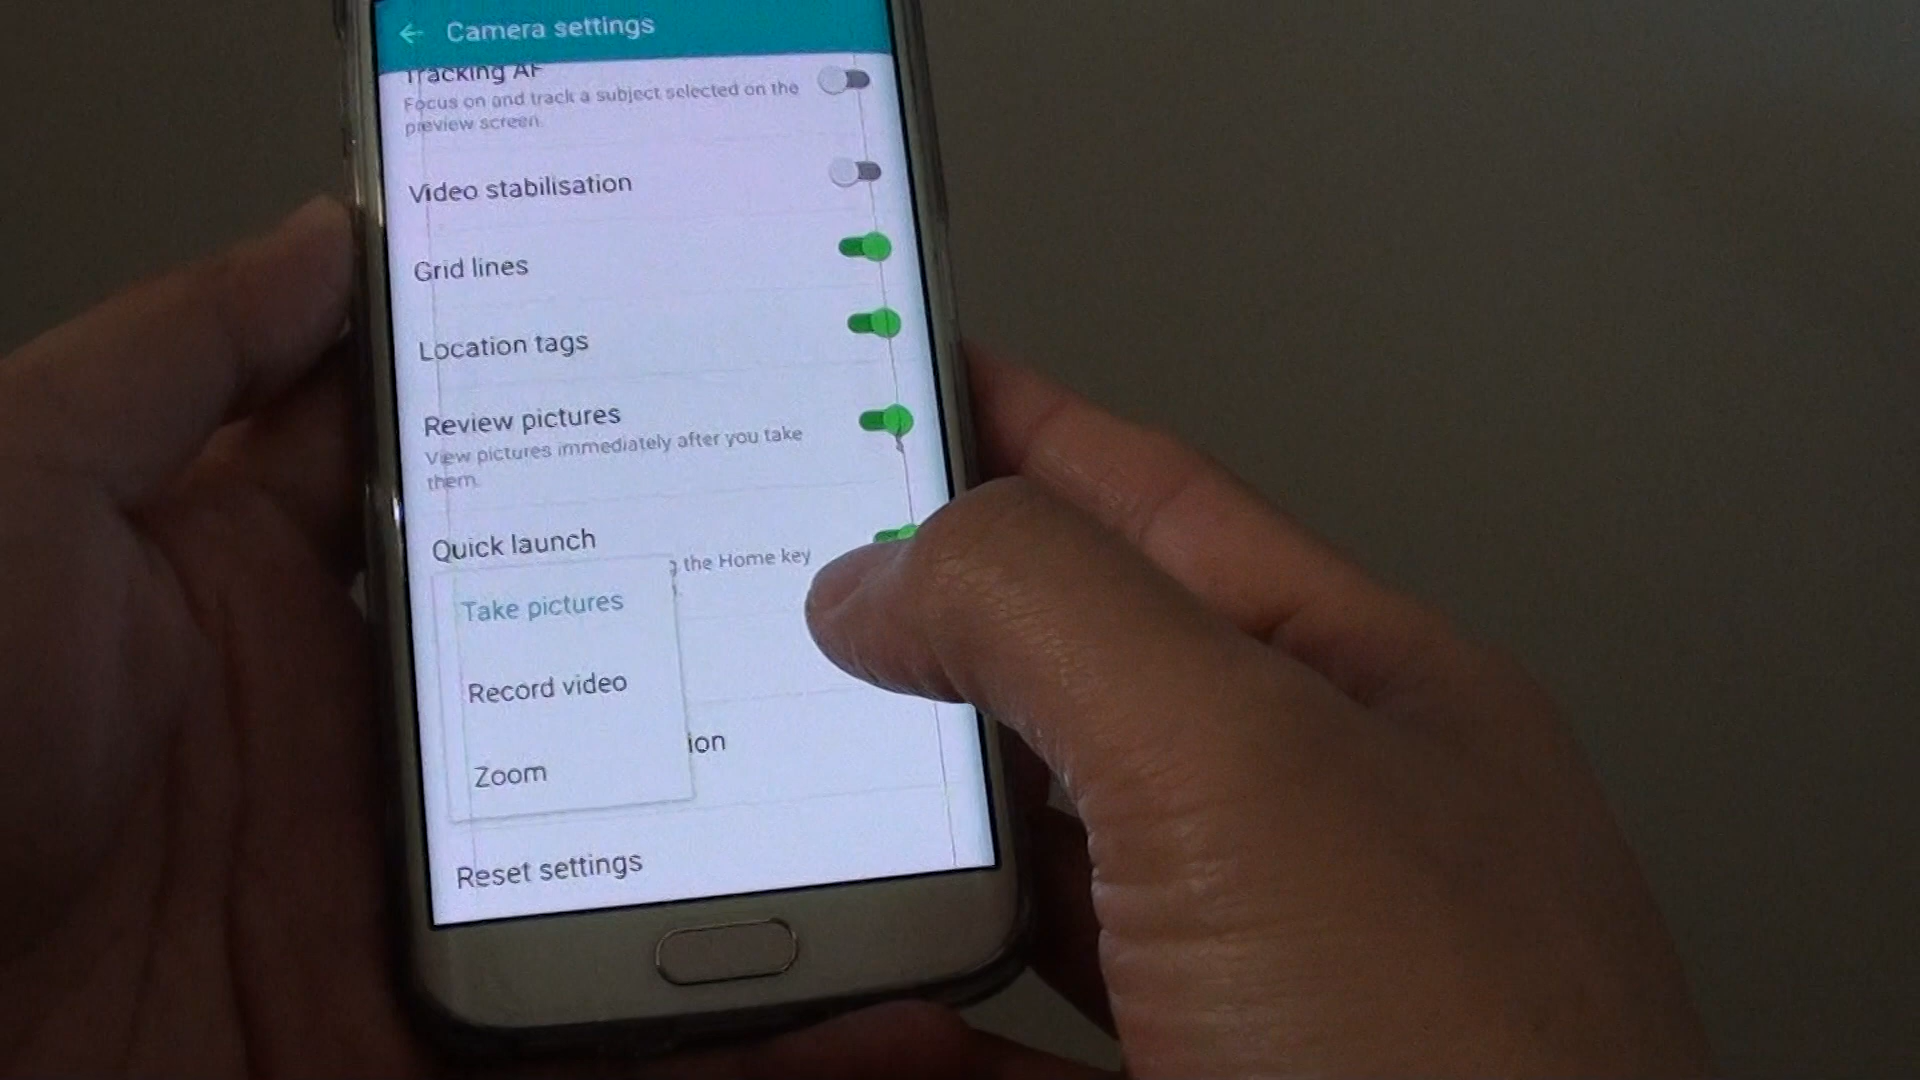 Camera settings
Tracking AF
Focus on and track a subject selected on the
preview screen.
Video stabilisation
Grid lines
Location tags
Review pictures
View pictures immediately after you take
them.
Quick launch
the Home key
Take pictures
Record video
ion
Zoom
Reset settings